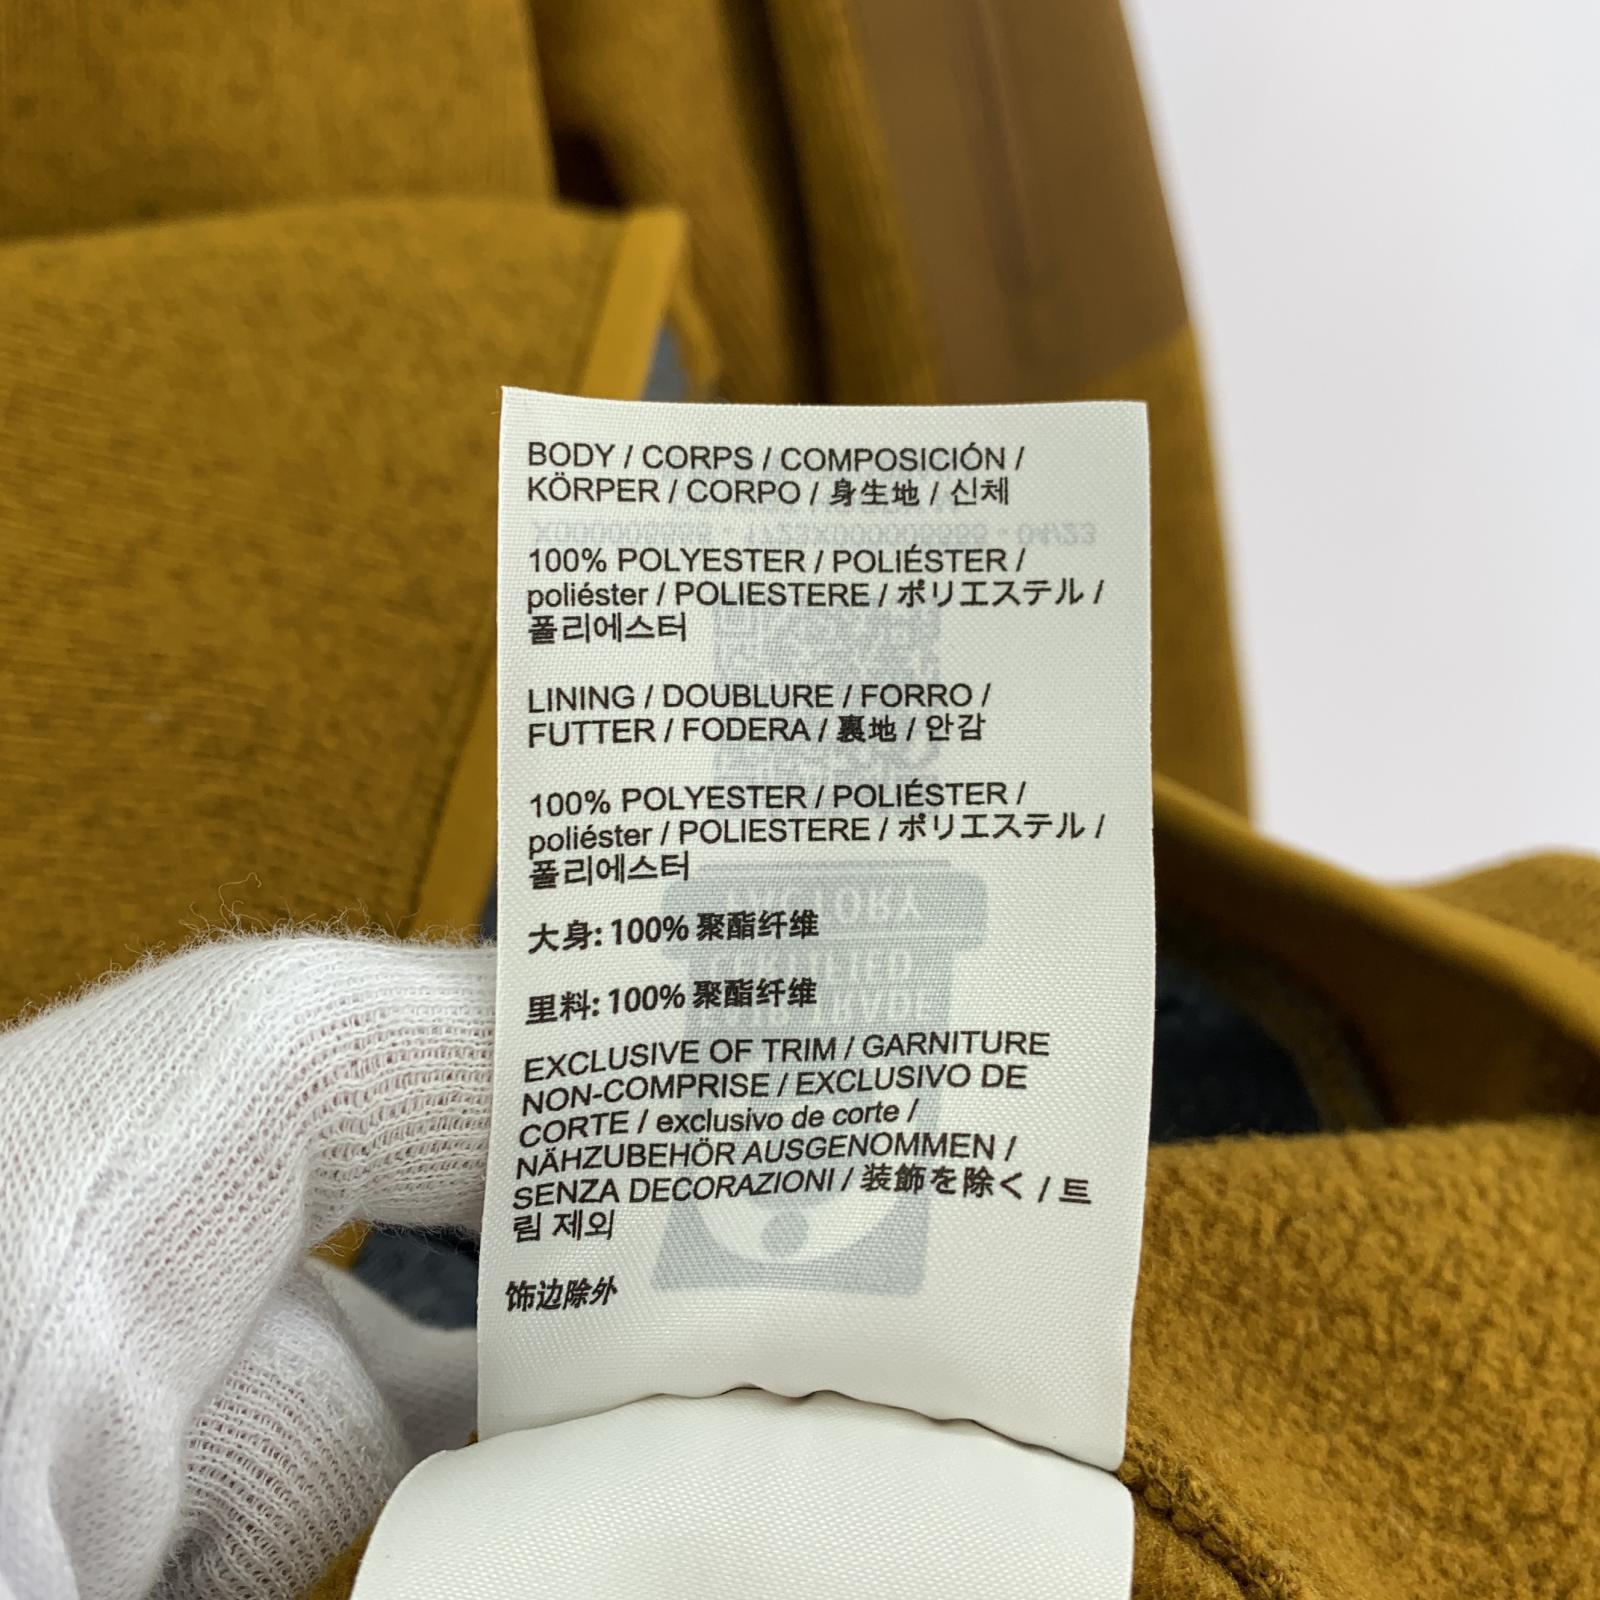 BODY / CORPS / COMPOSICIÓN /
KÖRPER / CORPO / 身生地 / 신체
100% POLYESTER / POLIÉSTER /
poliéster / POLIESTERE / ポリエステル /
폴리에스터
LINING / DOUBLURE / FORRO /
FUTTER / FODERA / 裏地 / 안감
100% POLYESTER / POLIÉSTER /
poliéster / POLIESTERE / ポリエステル /
폴리에스터
大身: 100% 聚酯纤维
里料: 100% 聚酯纤维
EXCLUSIVE OF TRIM / GARNITURE
NON-COMPRISE / EXCLUSIVO DE
CORTE / exclusivo de corte /
NÄHZUBEHÖR AUSGENOMMEN /
SENZA DECORAZIONI / 装飾を除く / 트
림 제외
饰边除外
FACTORY
CERTIFIED
FAIR TRADE